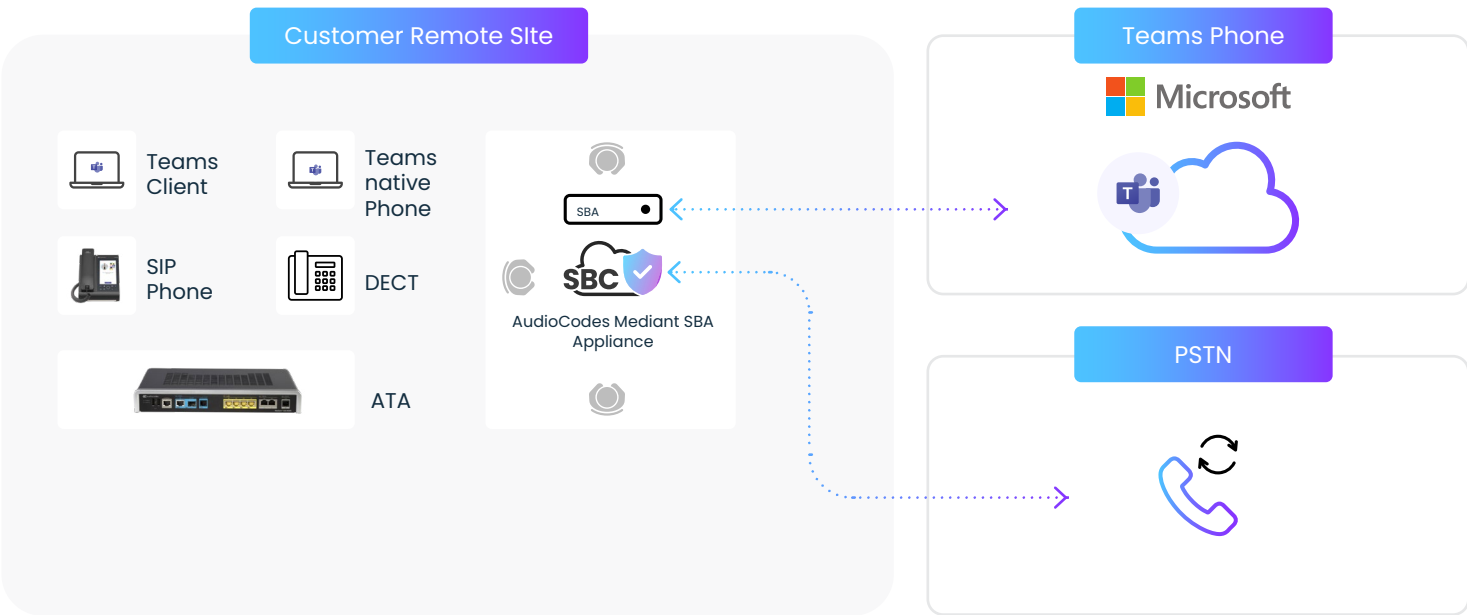 Customer Remote SIte
Teams
Client
Teams
native
Phone
SIP
Phone
DECT
ATA
SBA
SBC
AudioCodes Mediant SBA
Appliance
Teams Phone
Microsoft
T
PSTN